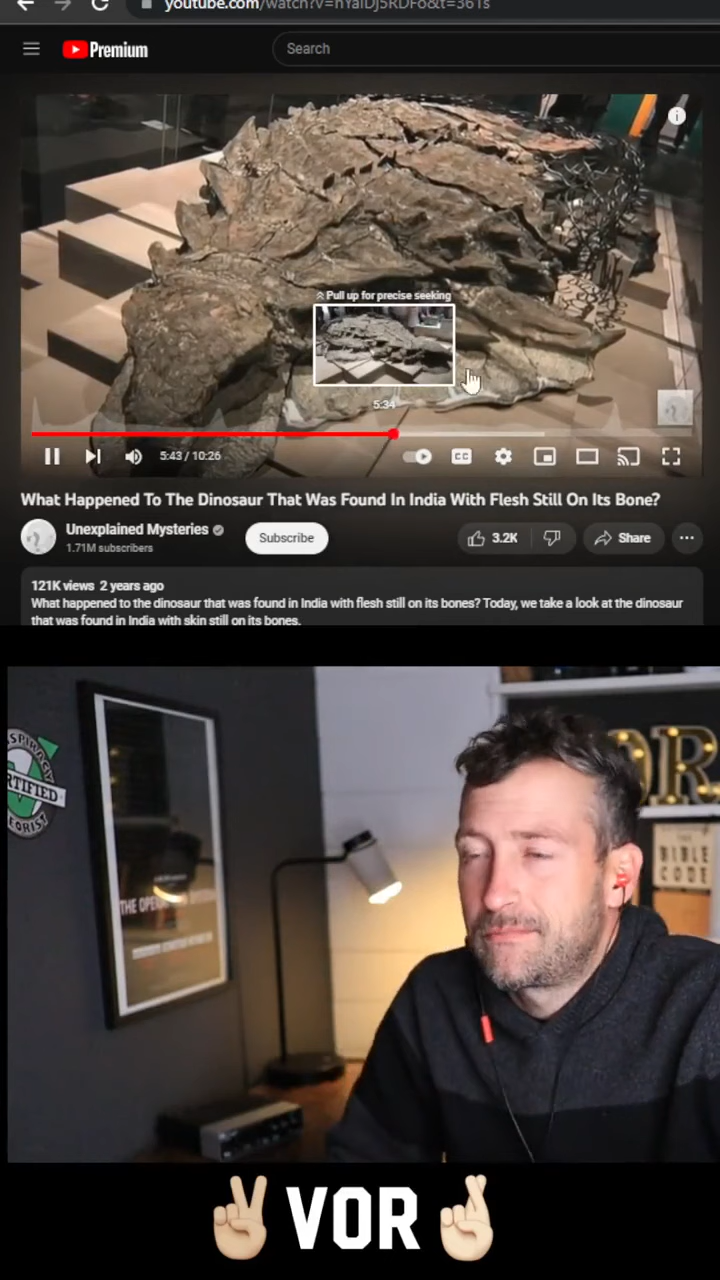 youtube.com/watch?v=hYaiDj5RDFo&t=361s
Premium
Search
i
Pull up for precise seeking
5:34
5:43 / 10:26
CC
What Happened To The Dinosaur That Was Found In India With Flesh Still On Its Bone?
Unexplained Mysteries
1.71M subscribers
Subscribe
3.2K
Share
121K views 2 years ago
What happened to the dinosaur that was found in India with flesh still on its bones? Today, we take a look at the dinosaur
that was found in India with skin still on its bones.
OR
BIBLE
CODE
VOR